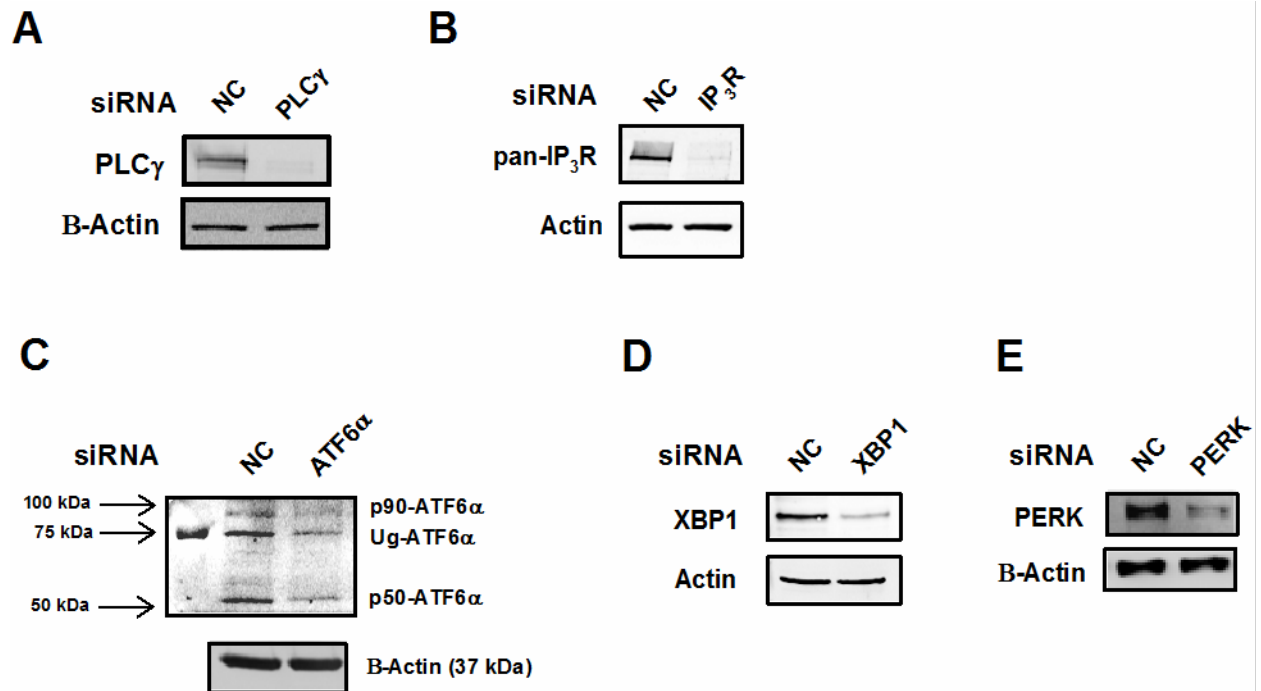 A
siRNA NC PLCγ
PLCγ
B-Actin
B
siRNA NC IP₃R
pan-IP₃R
Actin
C
siRNA NC ATF6α
100 kDa p90-ATF6α
75 kDa Ug-ATF6α
50 kDa p50-ATF6α
B-Actin (37 kDa)
D
siRNA NC XBP1
XBP1
Actin
E
siRNA NC PERK
PERK
B-Actin